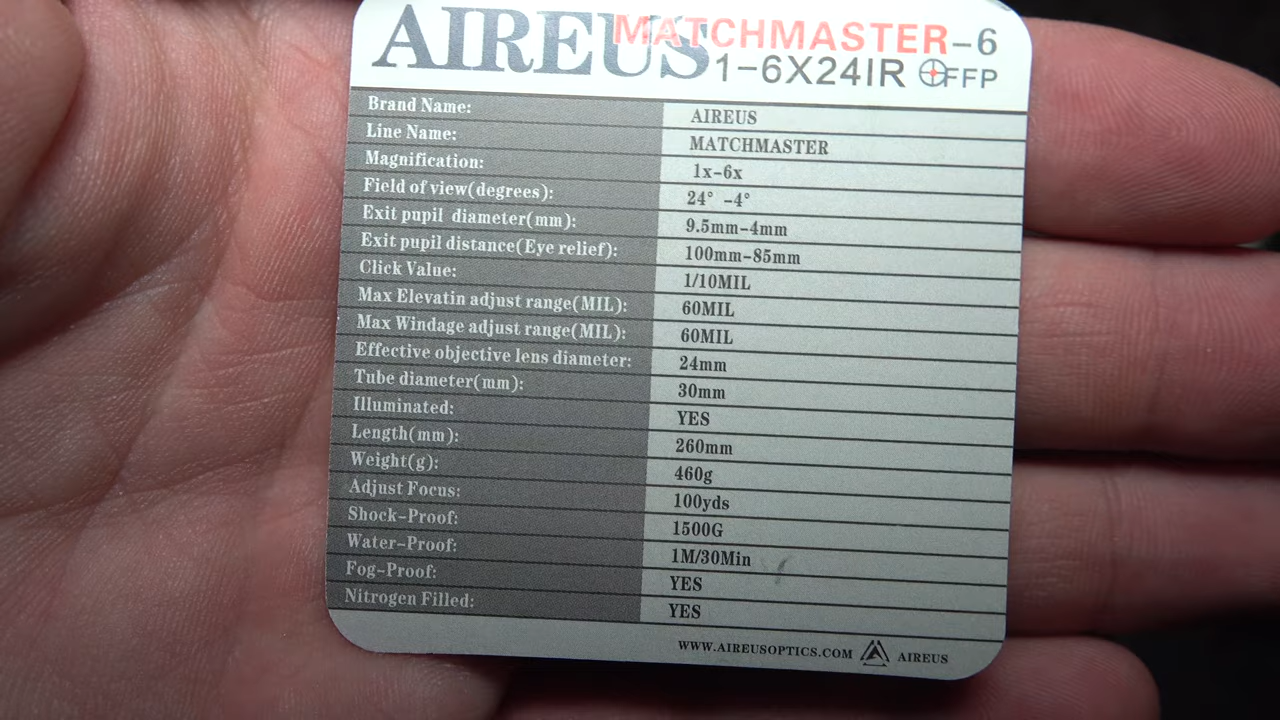 AIREUS MATCHMASTER-6
1-6X24IR FFP
Brand Name: AIREUS
Line Name: MATCHMASTER
Magnification: 1x-6x
Field of view(degrees): 24° -4°
Exit pupil diameter(mm): 9.5mm-4mm
Exit pupil distance(Eye relief): 100mm-85mm
Click Value: 1/10MIL
Max Elevatin adjust range(MIL): 60MIL
Max Windage adjust range(MIL): 60MIL
Effective objective lens diameter: 24mm
Tube diameter(mm): 30mm
Illuminated: YES
Length(mm): 260mm
Weight(g): 460g
Adjust Focus: 100yds
Shock-Proof: 1500G
Water-Proof: 1M/30Min
Fog-Proof: YES
Nitrogen Filled: YES
WWW.AIREUSOPTICS.COM AIREUS